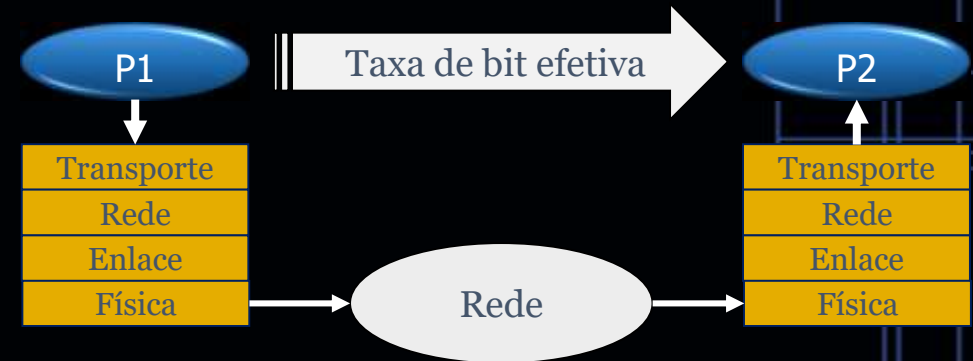 P1
Taxa de bit efetiva
P2
Transporte
Rede
Enlace
Física
Rede
Transporte
Rede
Enlace
Física